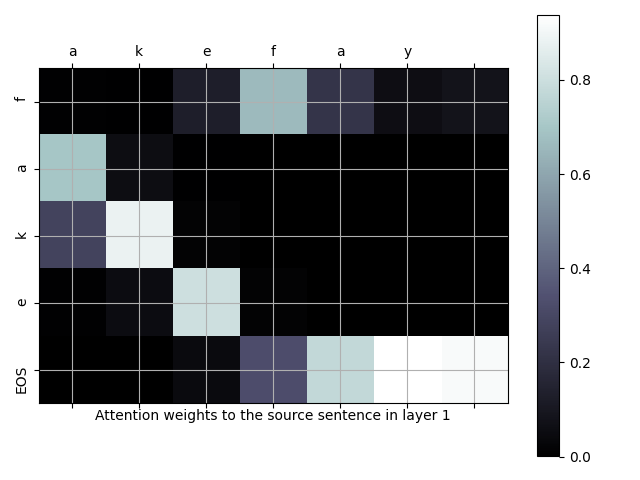 a k e f a y
f
a
k
e
EOS
0.8
0.6
0.4
0.2
0.0
Attention weights to the source sentence in layer 1